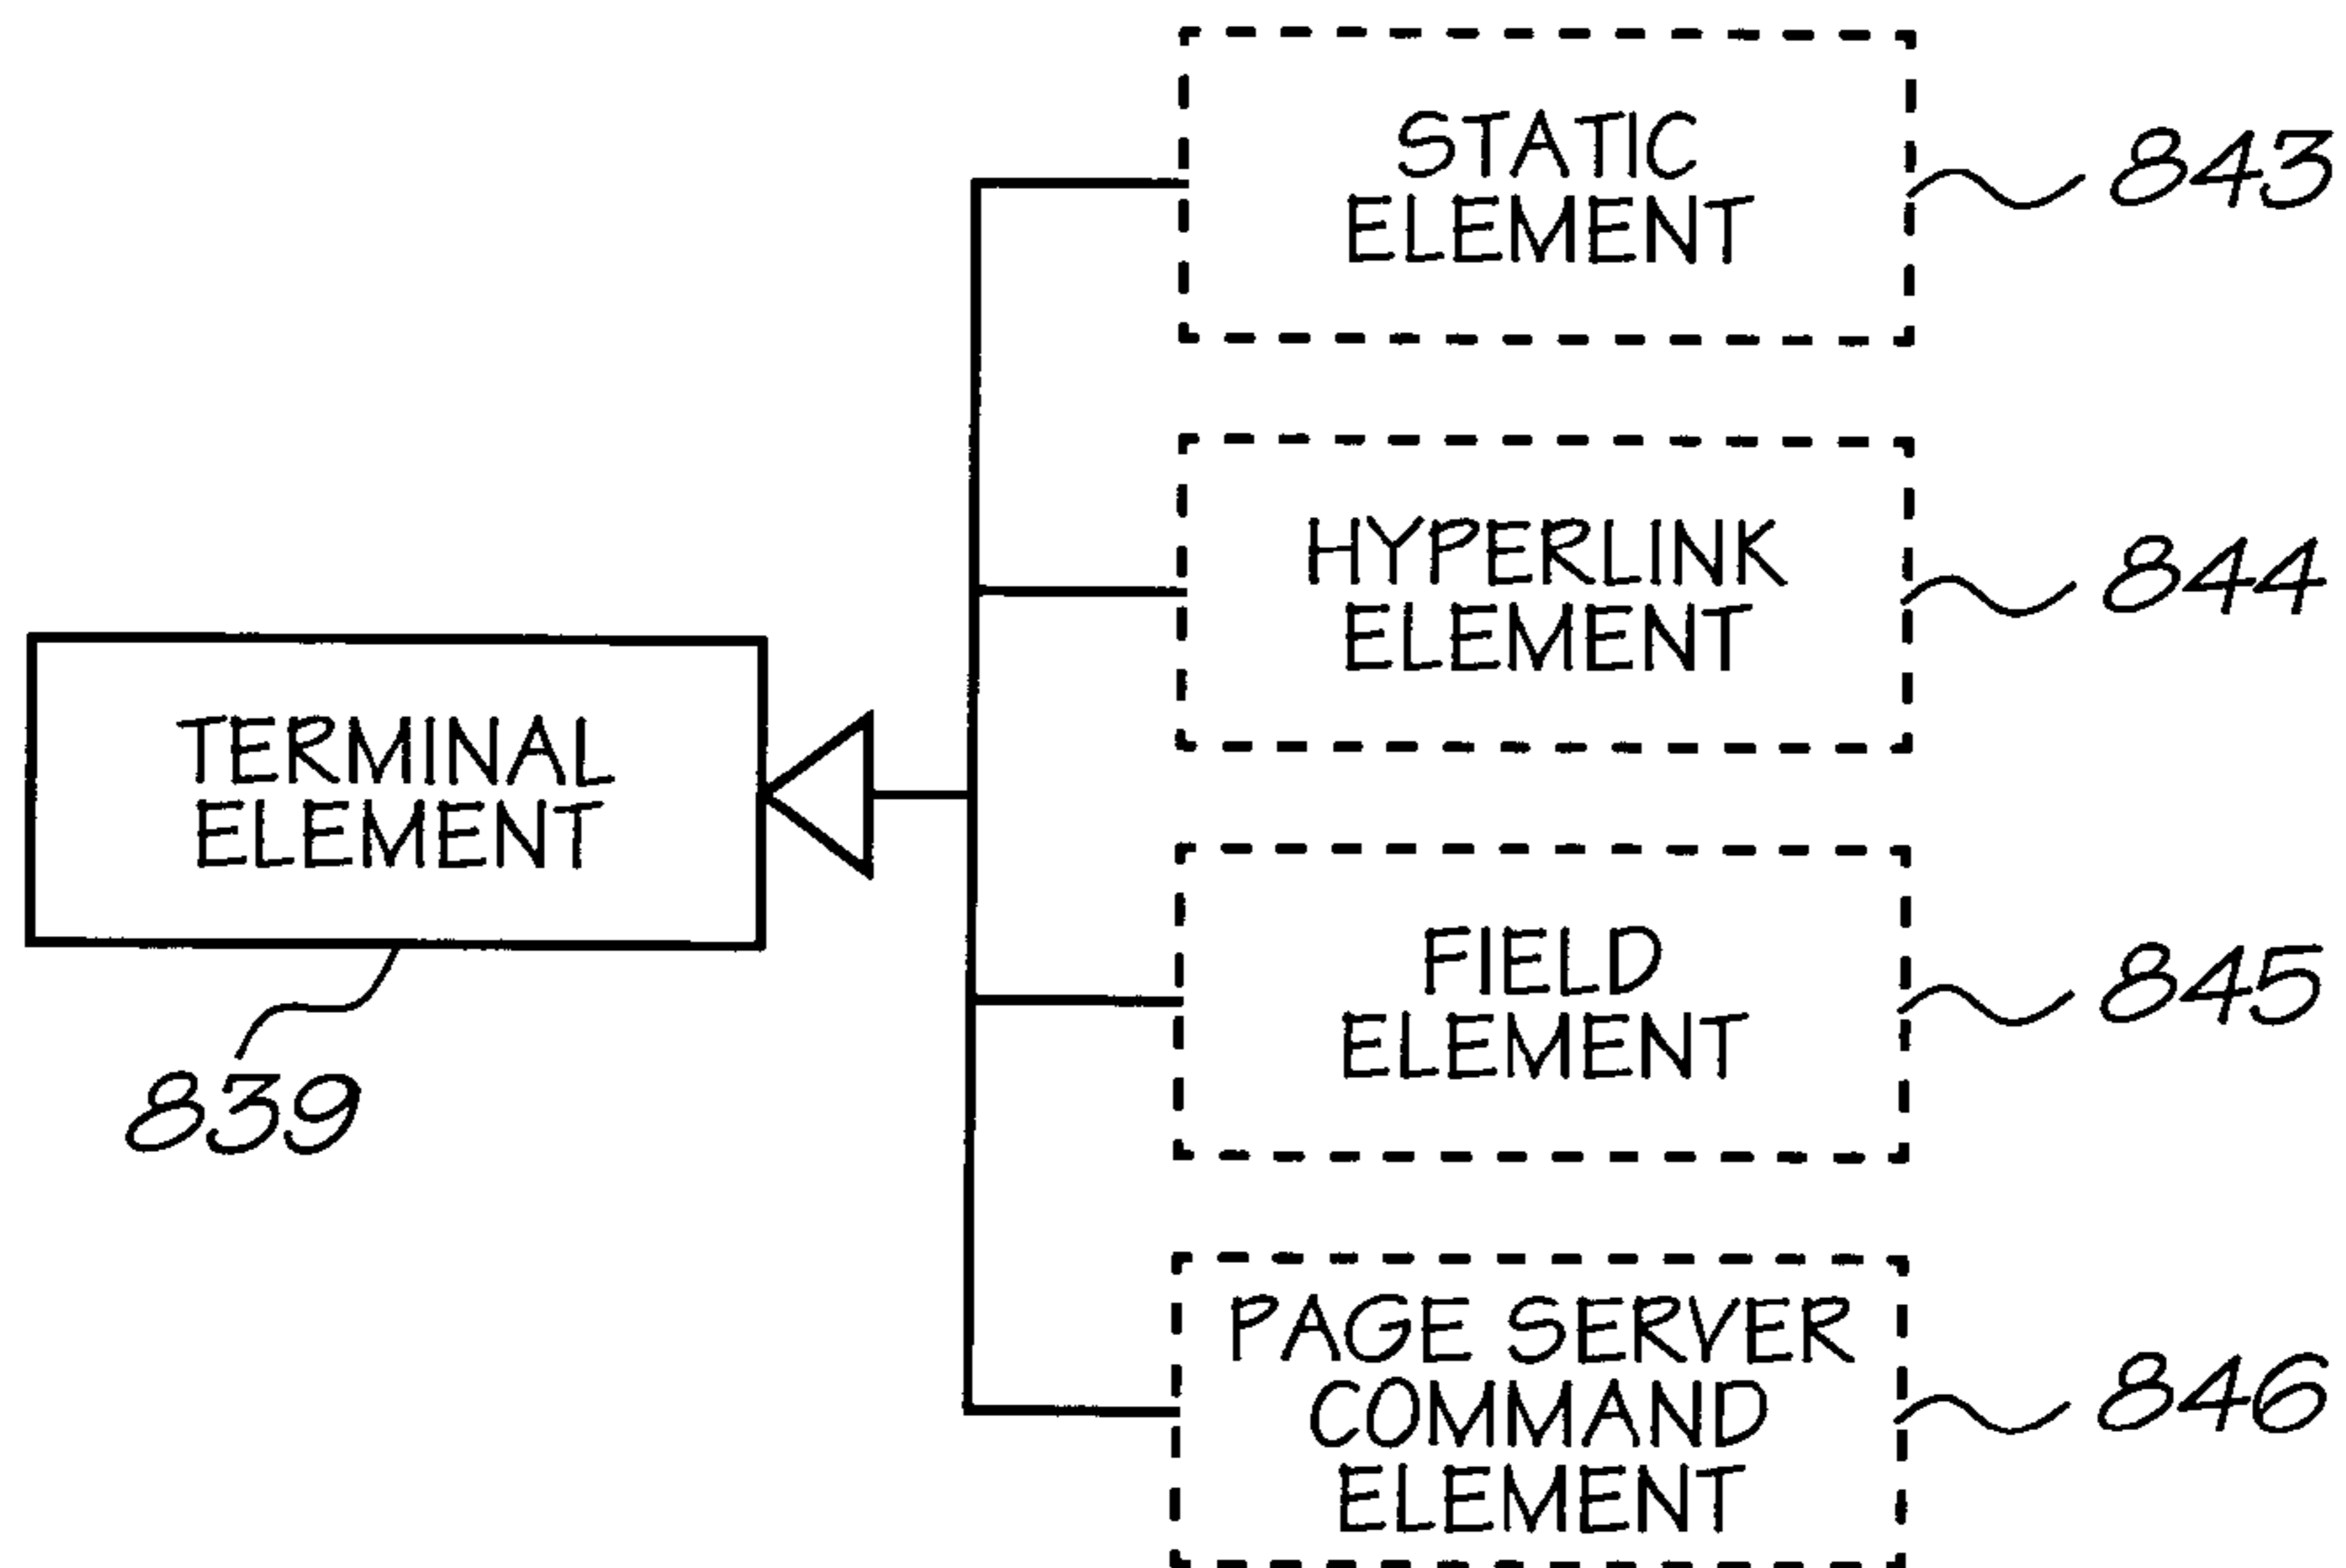 STATIC
ELEMENT
843
HYPERLINK
ELEMENT
844
TERMINAL
ELEMENT
839
FIELD
ELEMENT
845
PAGE SERVER
COMMAND
ELEMENT
846